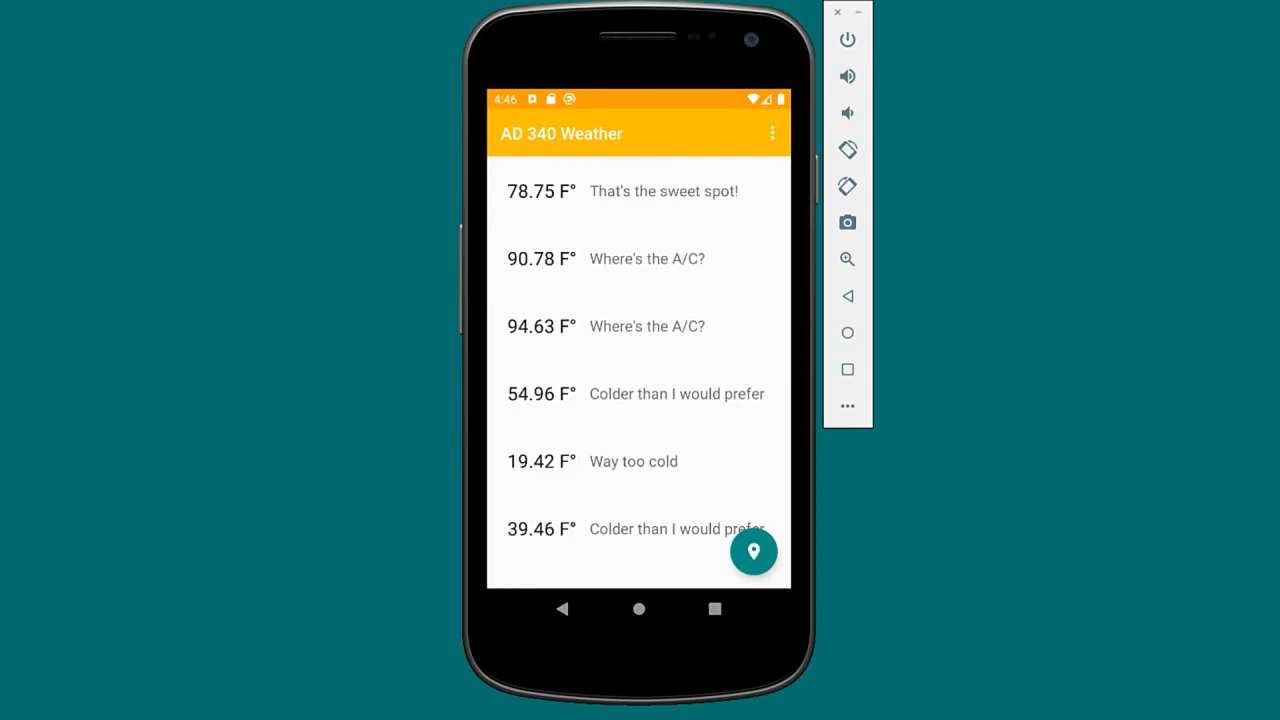 4:46
AD 340 Weather
78.75 F° That's the sweet spot!
90.78 F° Where's the A/C?
94.63 F° Where's the A/C?
54.96 F° Colder than I would prefer
19.42 F° Way too cold
39.46 F° Colder than I would prefer